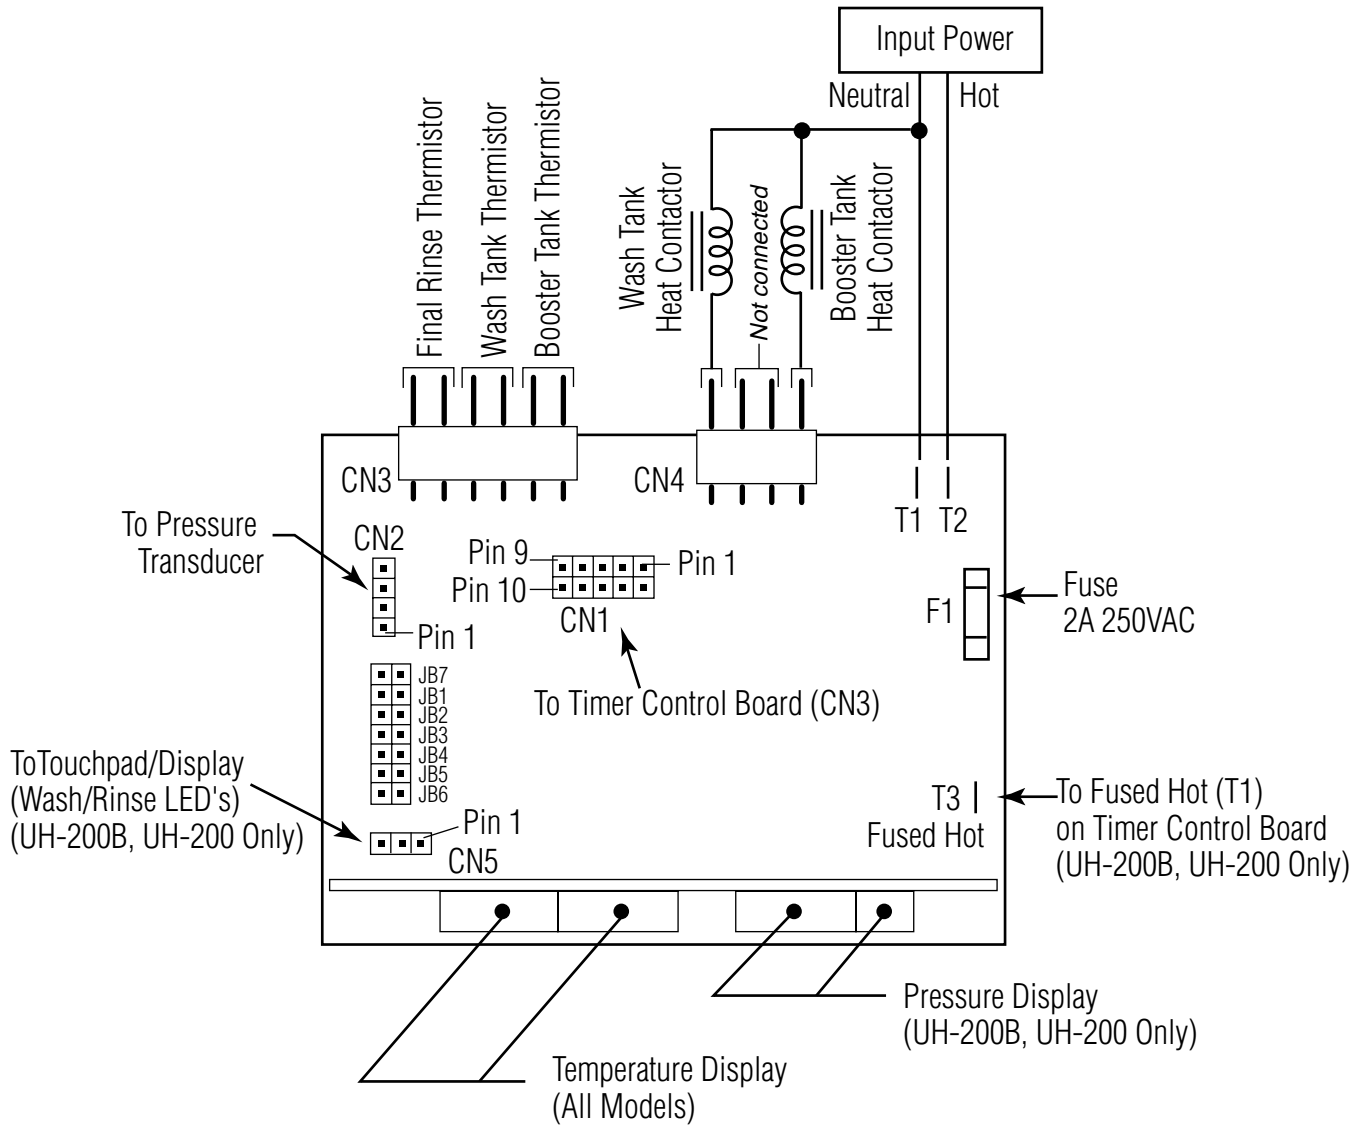 Input Power
Neutral
Hot
Final Rinse Thermistor
Wash Tank Thermistor
Booster Tank Thermistor
Wash Tank
Heat Contactor
Not connected
Booster Tank
Heat Contactor
CN3
CN4
T1
T2
To Pressure
Transducer
CN2
Pin 1
Pin 9
Pin 10
Pin 1
CN1
To Timer Control Board (CN3)
F1
Fuse
2A 250VAC
JB7
JB1
JB2
JB3
JB4
JB5
JB6
ToTouchpad/Display
(Wash/Rinse LED's)
(UH-200B, UH-200 Only)
Pin 1
CN5
T3
Fused Hot
To Fused Hot (T1)
on Timer Control Board
(UH-200B, UH-200 Only)
Pressure Display
(UH-200B, UH-200 Only)
Temperature Display
(All Models)